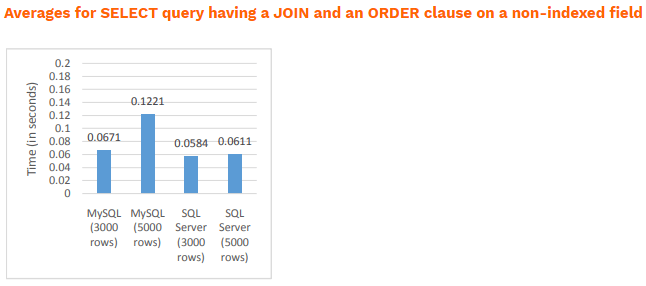 Averages for SELECT query having a JOIN and an ORDER clause on a non-indexed field
Time (in seconds)
0.2
0.18
0.16
0.14
0.12
0.1
0.08
0.06
0.04
0.02
0
0.0671
0.1221
0.0584
0.0611
MySQL (3000 rows)
MySQL (5000 rows)
SQL Server (3000 rows)
SQL Server (5000 rows)